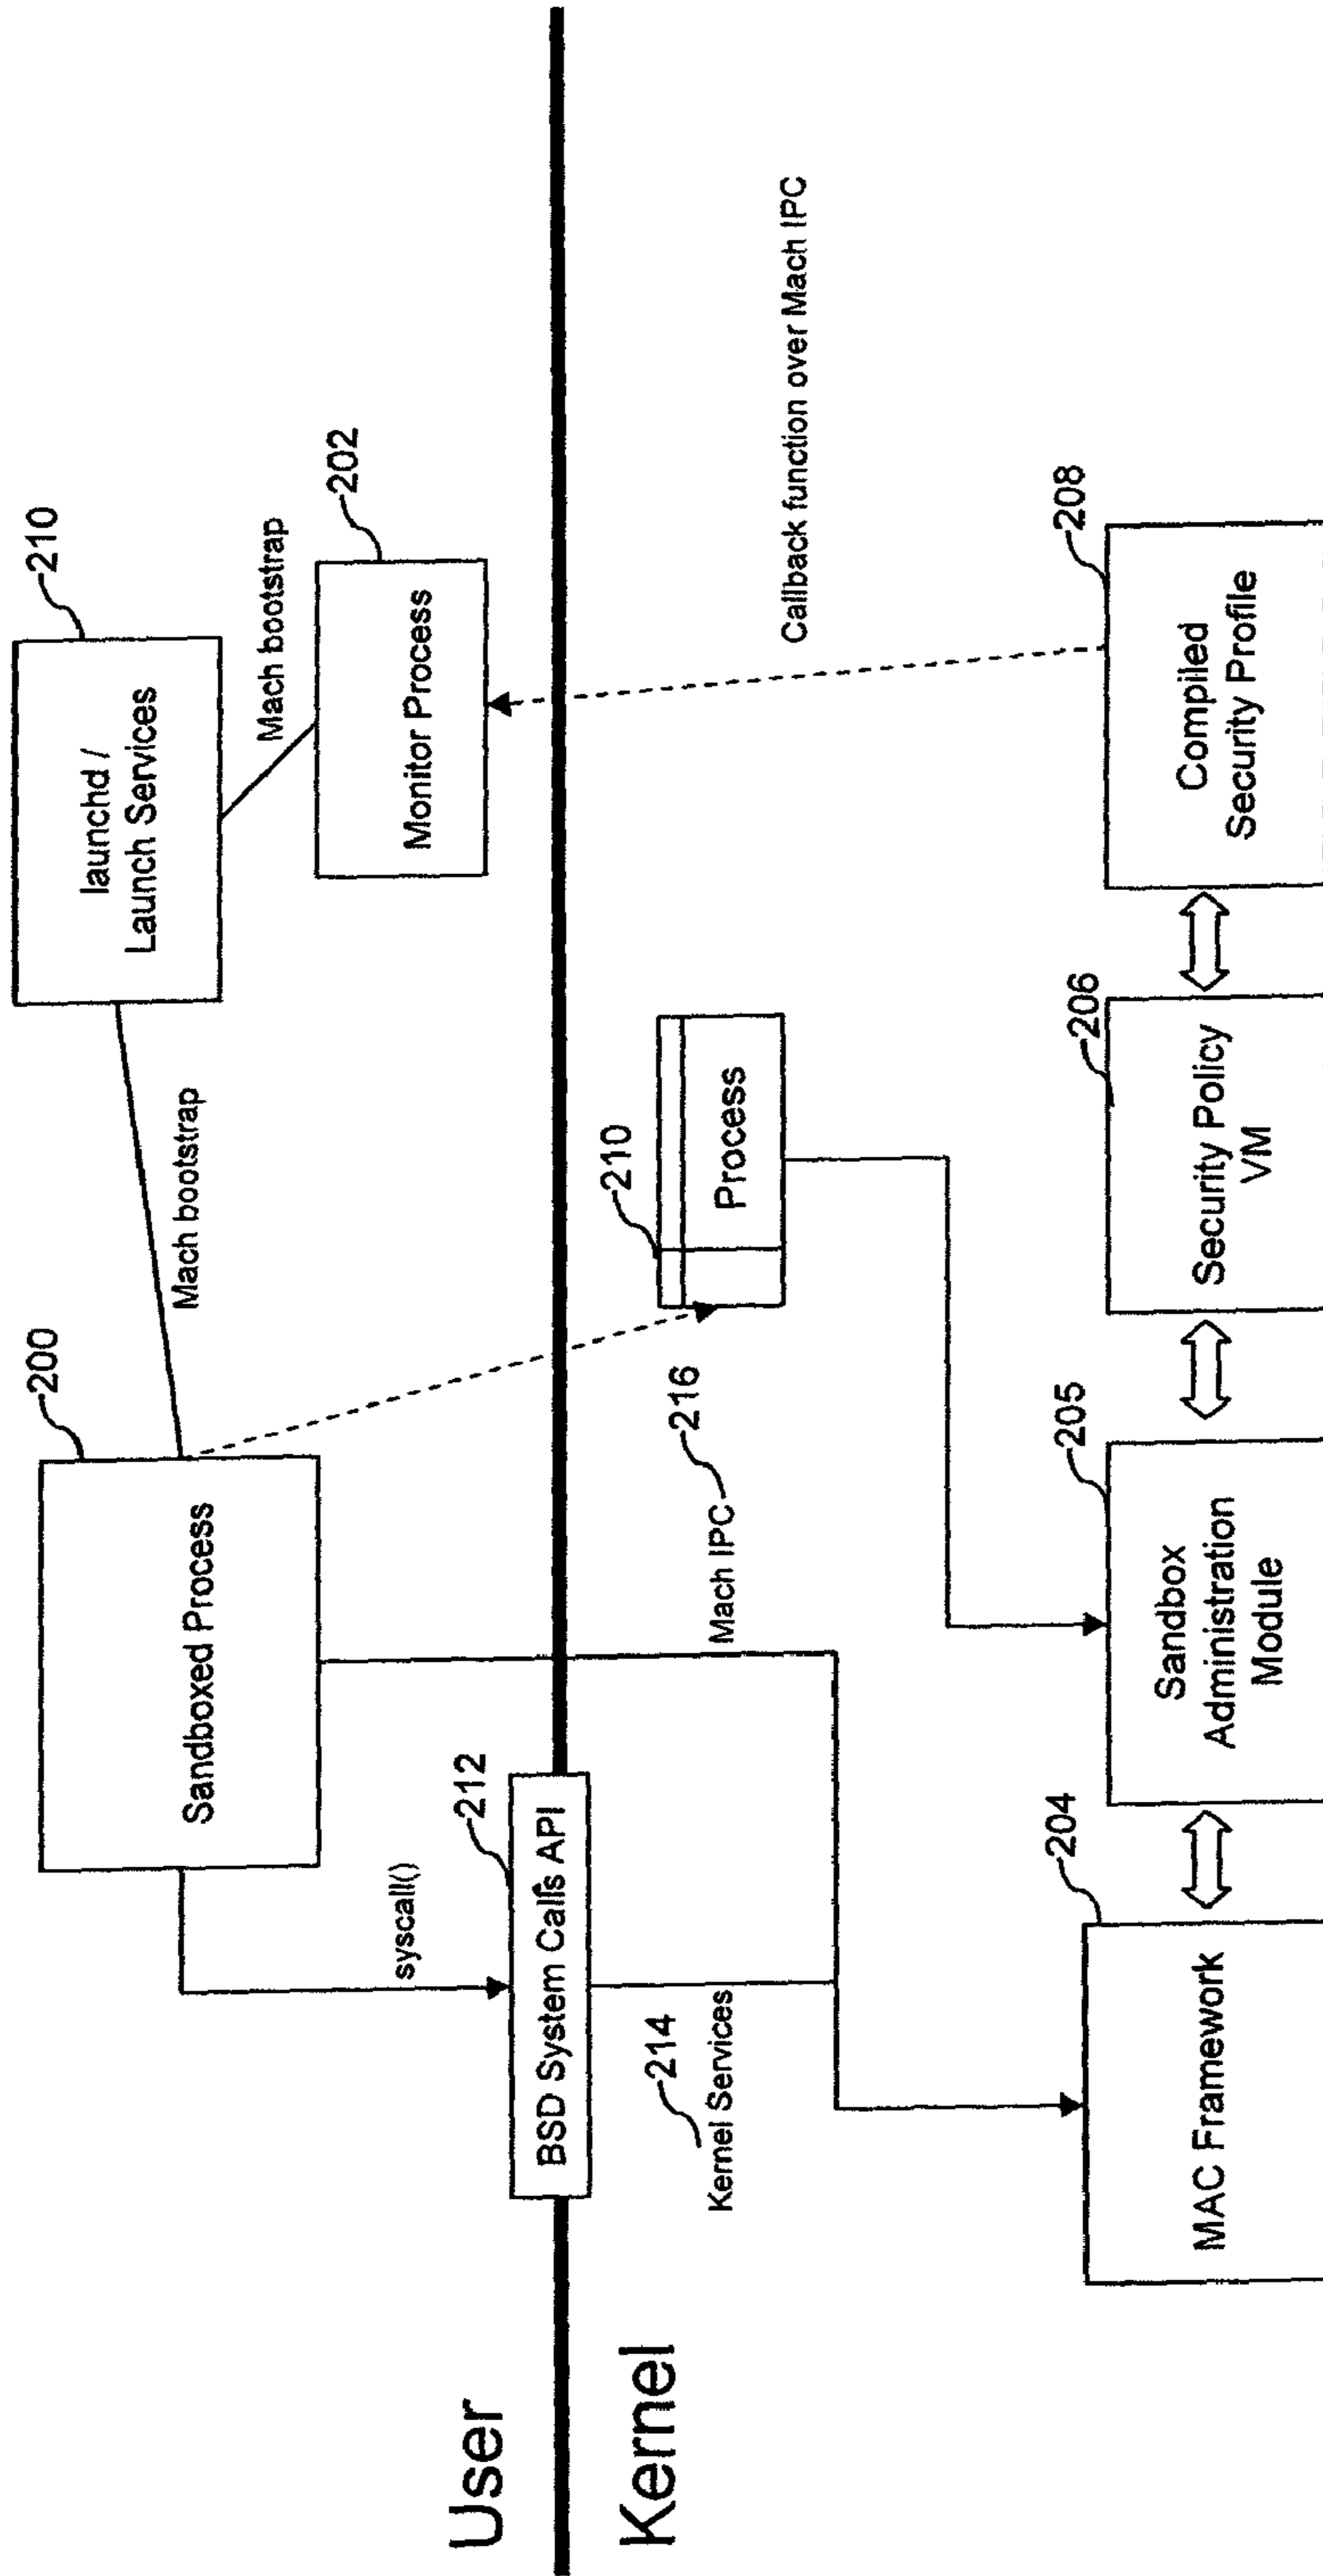 User
Kernel
Sandboxed Process
200
Mach bootstrap
launchd /
Launch Services
210
Mach bootstrap
Monitor Process
202
syscall()
BSD System Calls API
212
Kernel Services
214
Mach IPC
216
Process
210
Callback function over Mach IPC
MAC Framework
204
Sandbox
Administration
Module
205
Security Policy
VM
206
Compiled
Security Profile
208